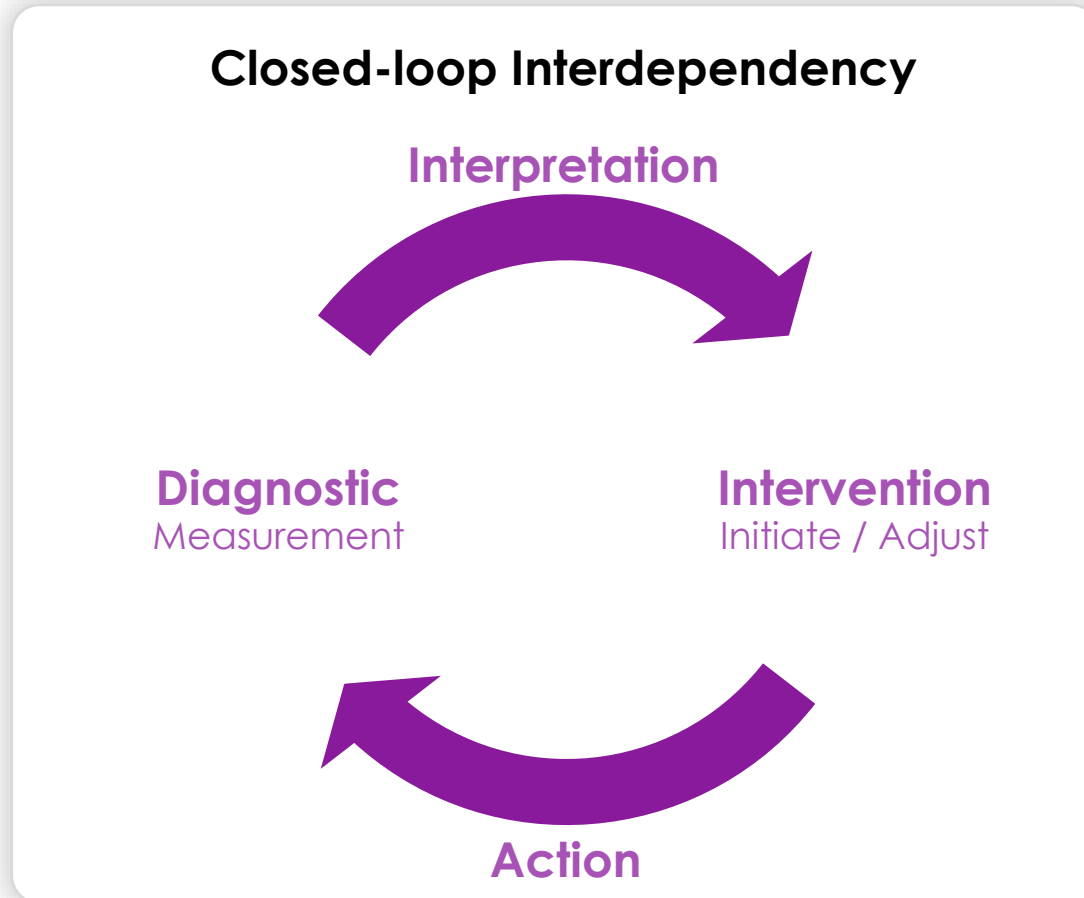 Closed-loop Interdependency
Interpretation
Diagnostic
Measurement
Intervention
Initiate / Adjust
Action